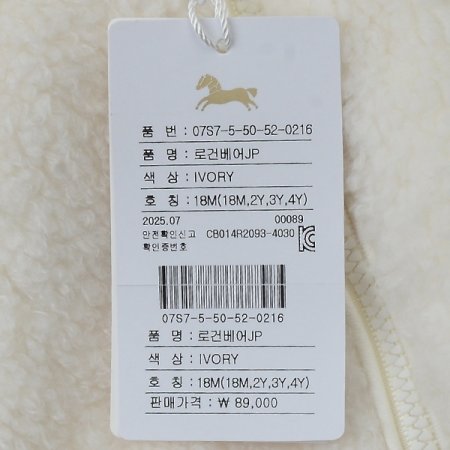 품 번 : 07S7-5-50-52-0216
품 명 : 로건베어JP
색 상 : IVORY
호 칭 : 18M(18M,2Y,3Y,4Y)
2025.07 00089
안전확인신고 CB014R2093-4030
확인증번호
07S7-5-50-52-0216
품 명 : 로건베어JP
색 상 : IVORY
호 칭 : 18M(18M,2Y,3Y,4Y)
판매가격 : ₩ 89,000